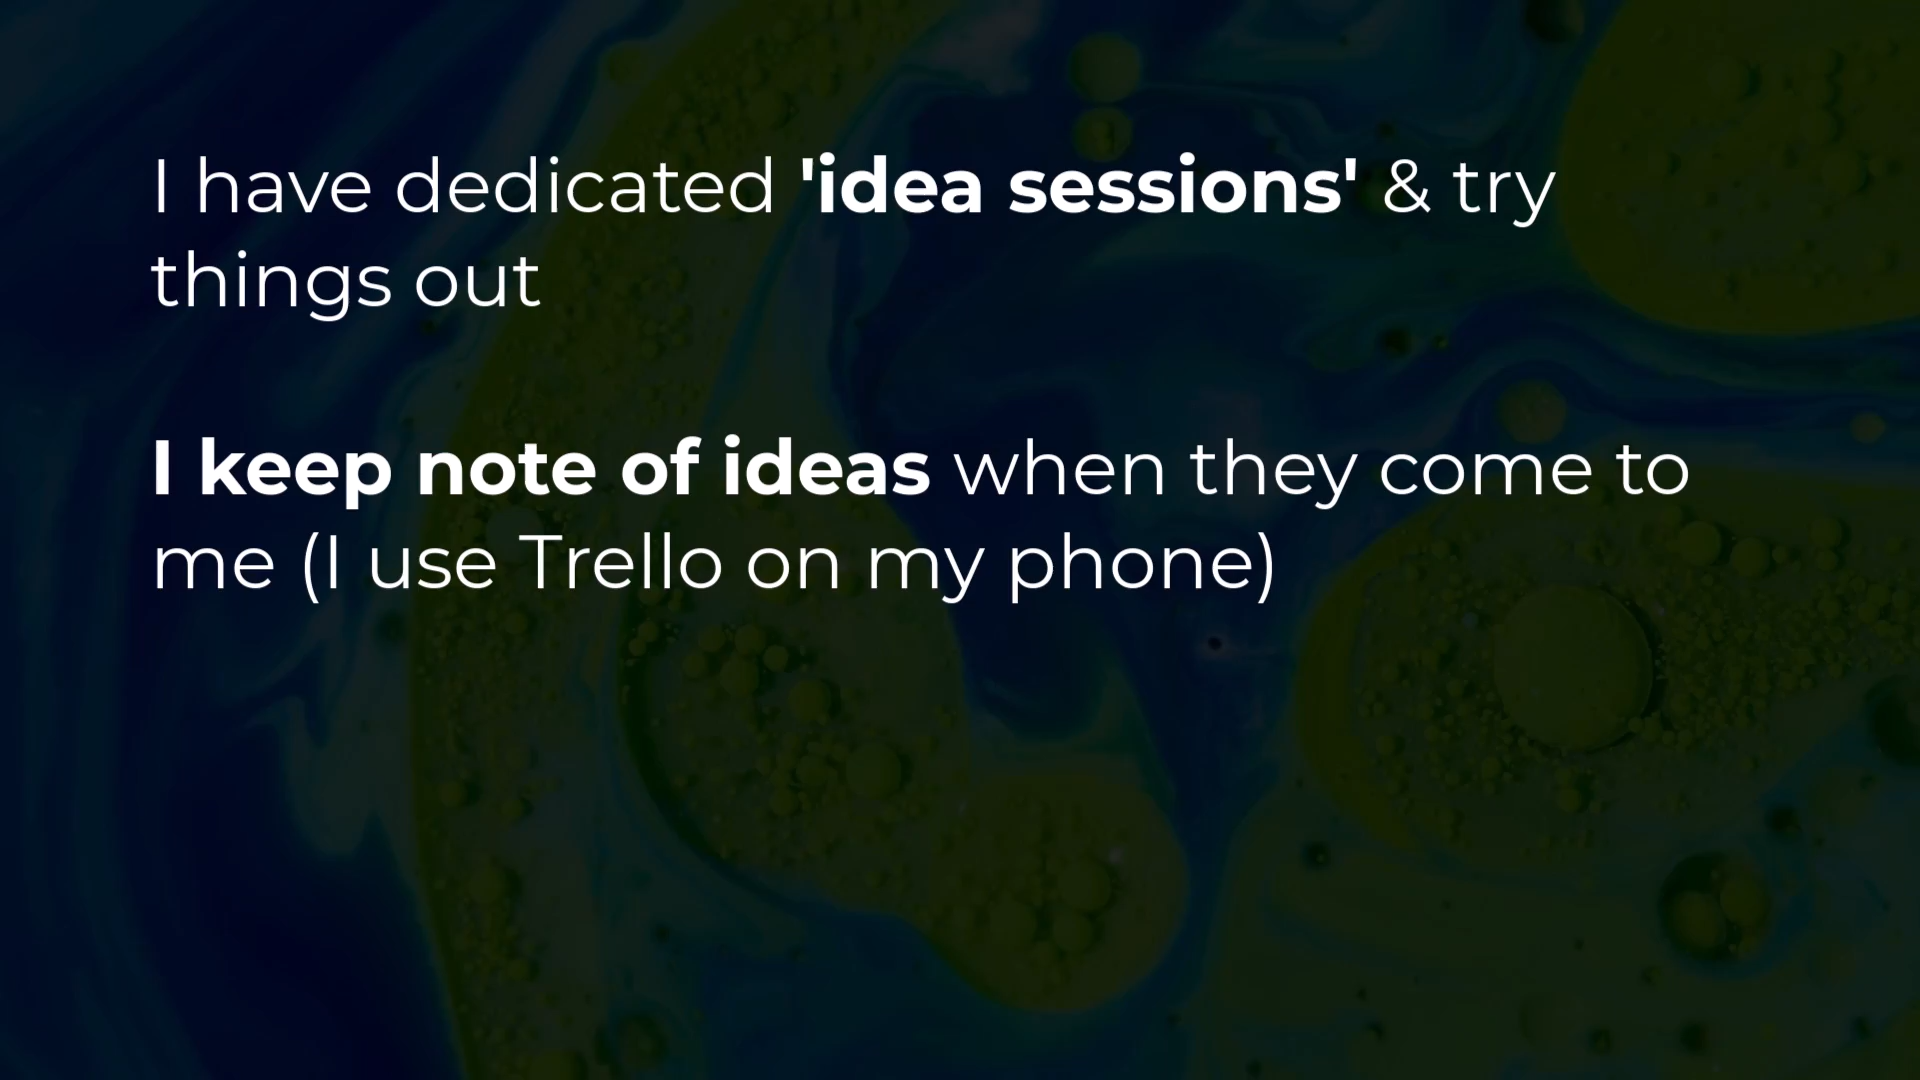 I have dedicated 'idea sessions' & try
things out
I keep note of ideas when they come to
me (I use Trello on my phone)